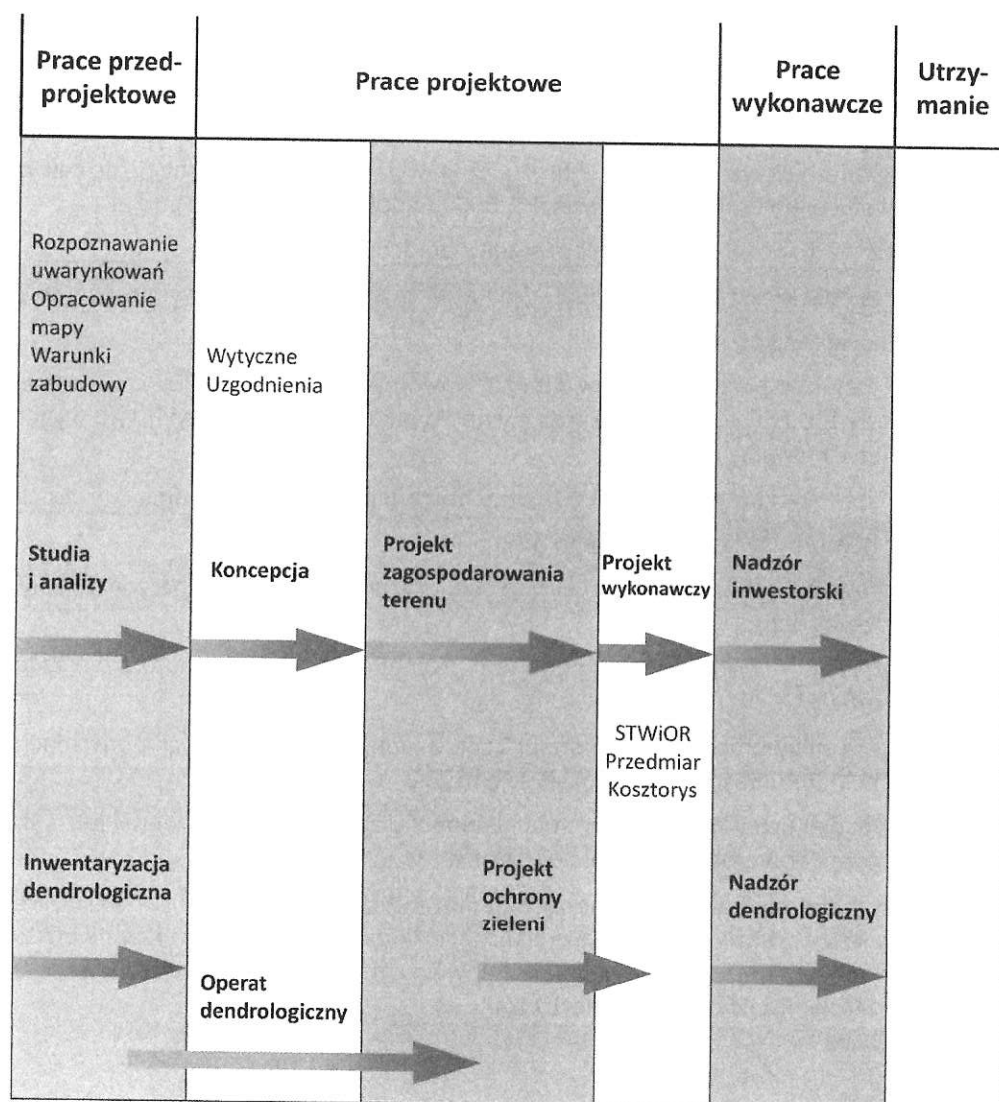 Prace przed-
projektowe
Prace projektowe
Prace
wykonawcze
Utrzy-
manie
Rozpoznawanie
uwarynkowań
Opracowanie
mapy
Warunki
zabudowy
Wytyczne
Uzgodnienia
Studia
i analizy
Koncepcja
Projekt
zagospodarowania
terenu
Projekt
wykonawczy
Nadzór
inwestorski
STWiOR
Przedmiar
Kosztorys
Inwentaryzacja
dendrologiczna
Operat
dendrologiczny
Projekt
ochrony
zieleni
Nadzór
dendrologiczny